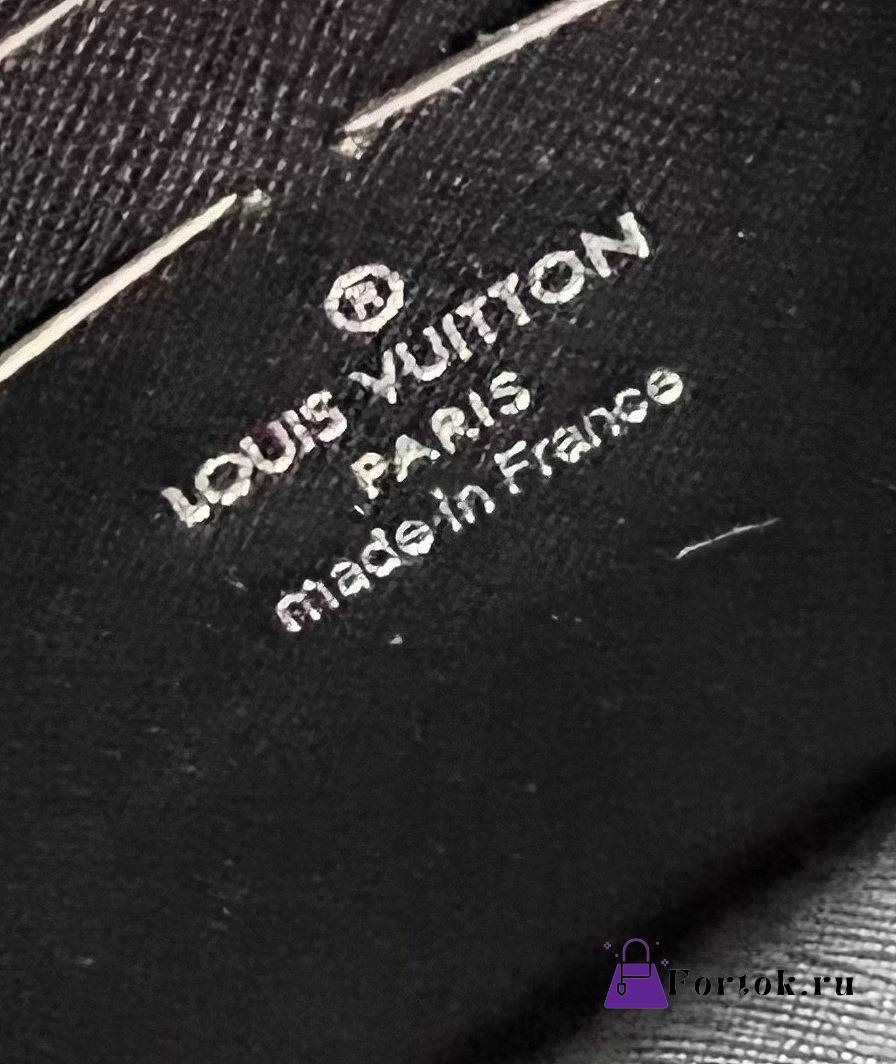 ®
LOUIS VUITTON
PARIS
made in France
Fortok.ru